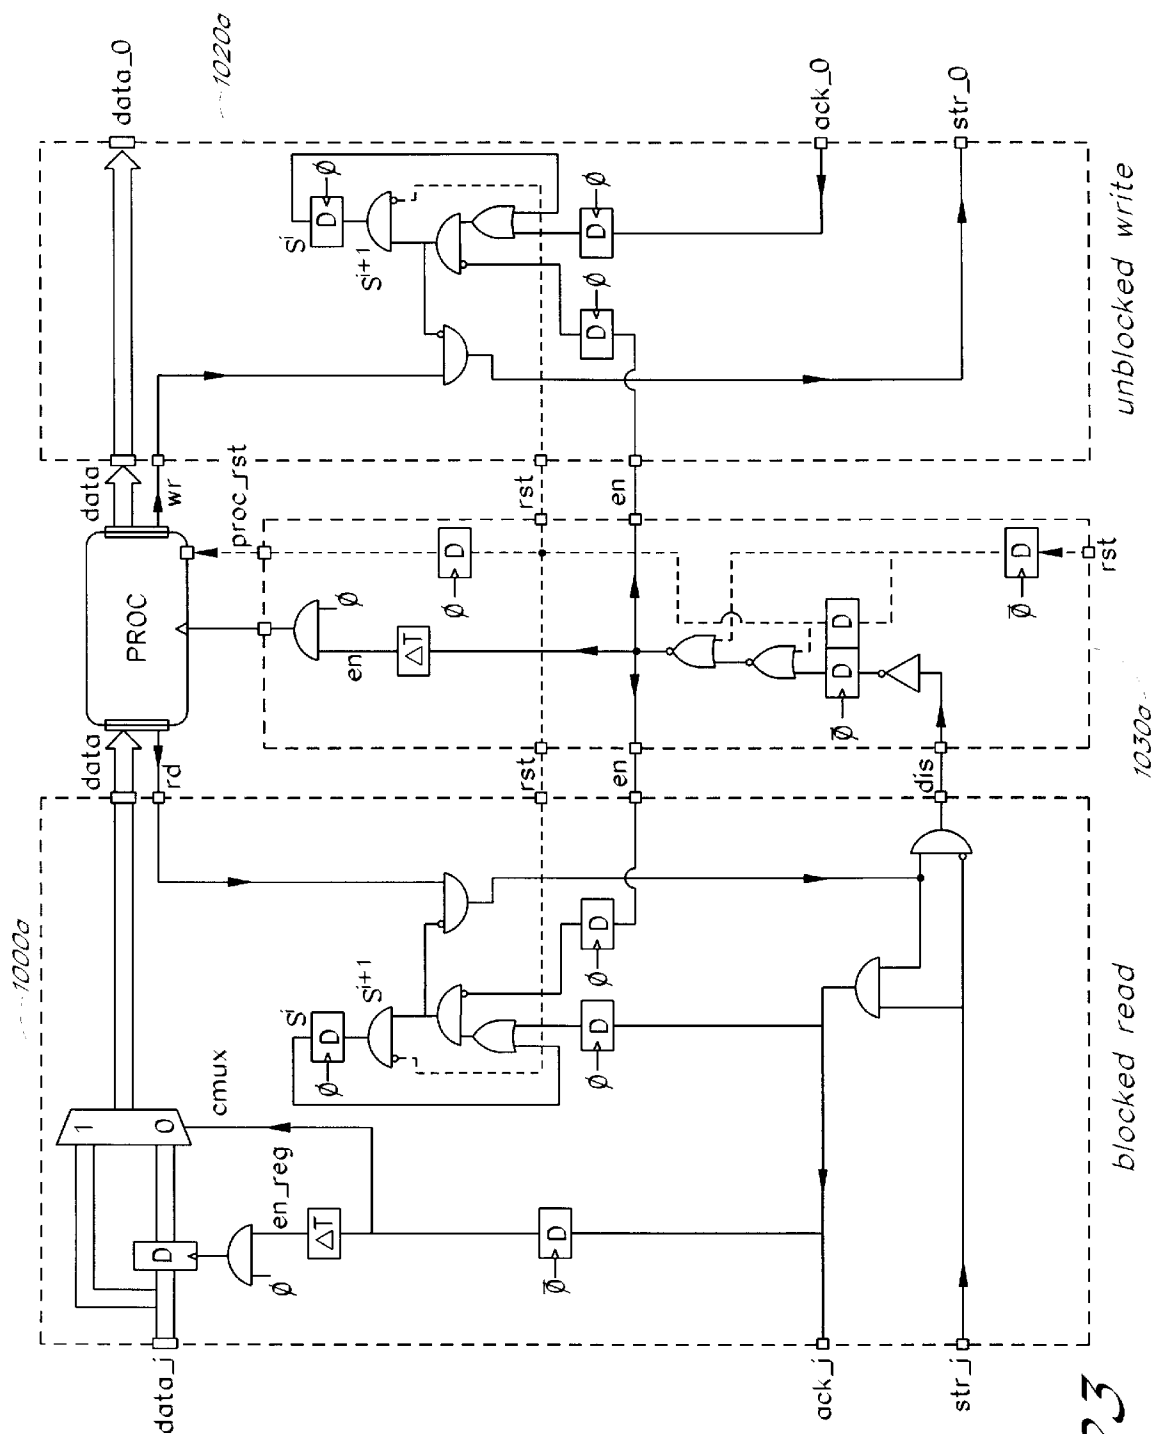 1000a
1020a
1030a
data_j
ack_j
str_j
D
Ø
en_reg
ΔT
D
Ø̅
1
0
cmux
Sⁱ
D
Ø
Sⁱ⁺¹
D
Ø
D
Ø
blocked read
data
rd
rst
en
dis
PROC
proc_rst
en
Ø
ΔT
D
Ø
D
D
Ø̅
D
Ø̅
rst
data
wr
rst
en
Sⁱ
D
Ø
Sⁱ⁺¹
D
Ø
D
Ø
unblocked write
data_0
ack_0
str_0